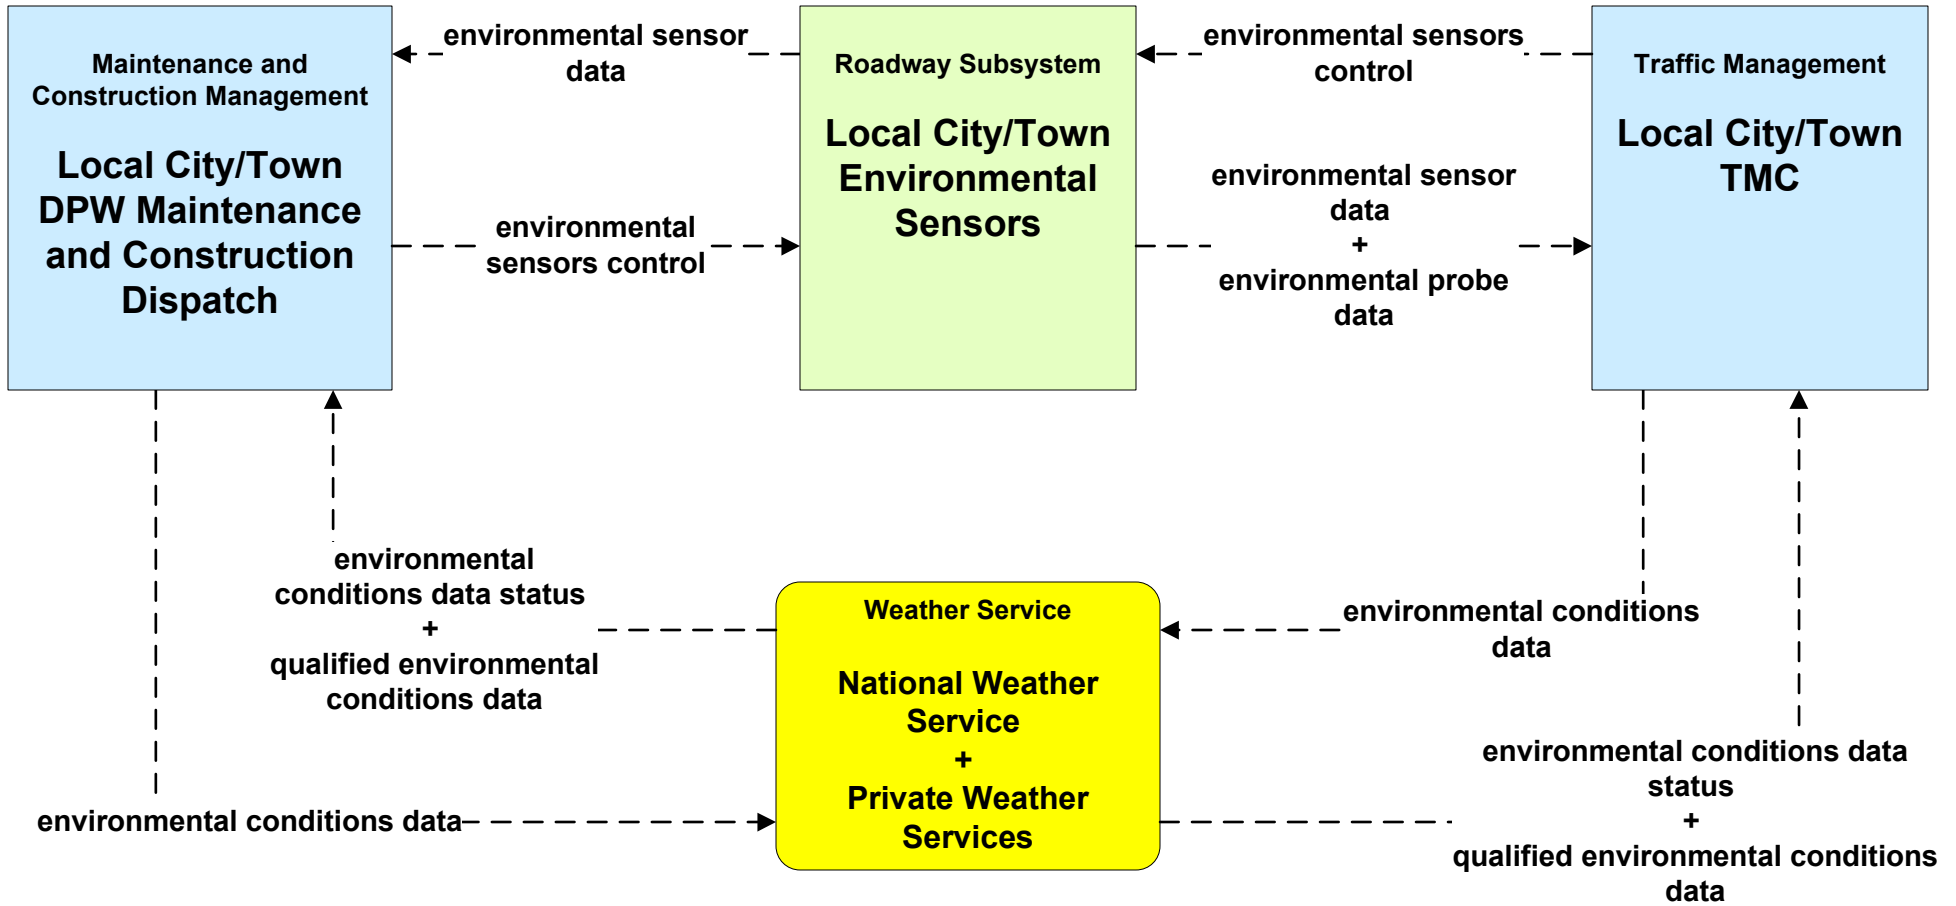 Maintenance and
Construction Management
Local City/Town
DPW Maintenance
and Construction
Dispatch
environmental sensor
data
environmental
sensors control
Roadway Subsystem
Local City/Town
Environmental
Sensors
environmental sensors
control
environmental sensor
data
+
environmental probe
data
Traffic Management
Local City/Town
TMC
environmental
conditions data status
+
qualified environmental
conditions data
environmental conditions data
Weather Service
National Weather
Service
+
Private Weather
Services
environmental conditions
data
environmental conditions data
status
+
qualified environmental conditions
data